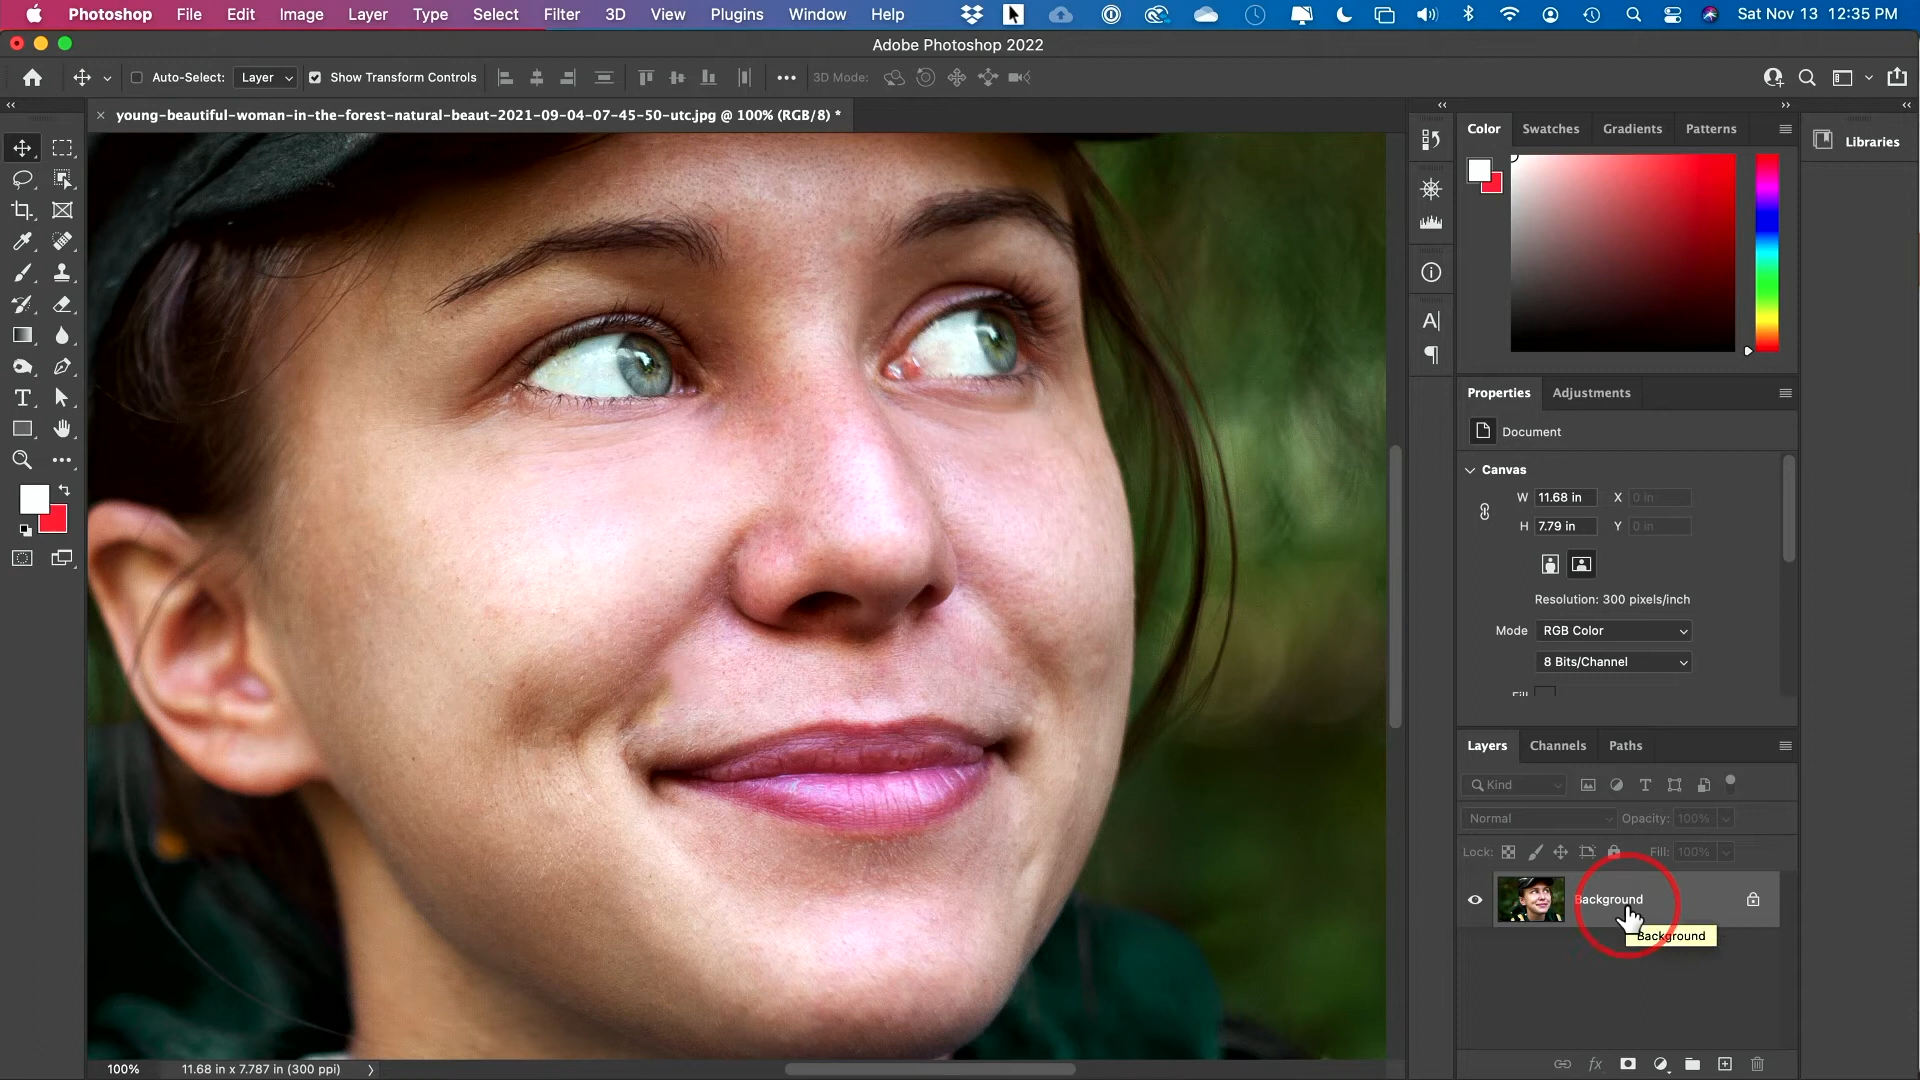 Photoshop File Edit Image Layer Type Select Filter 3D View Plugins Window Help Sat Nov 13 12:35 PM
Adobe Photoshop 2022
Auto-Select: Layer Show Transform Controls 3D Mode:
× young-beautiful-woman-in-the-forest-natural-beaut-2021-09-04-07-45-50-utc.jpg @ 100% (RGB/8) *
Color Swatches Gradients Patterns
Libraries
Properties Adjustments
Document
Canvas
W 11.68 in X 0 in
H 7.79 in Y 0 in
Resolution: 300 pixels/inch
Mode RGB Color
8 Bits/Channel
Fill
Layers Channels Paths
Kind
Normal Opacity: 100%
Lock: Fill: 100%
Background
Background
100% 11.68 in x 7.787 in (300 ppi)